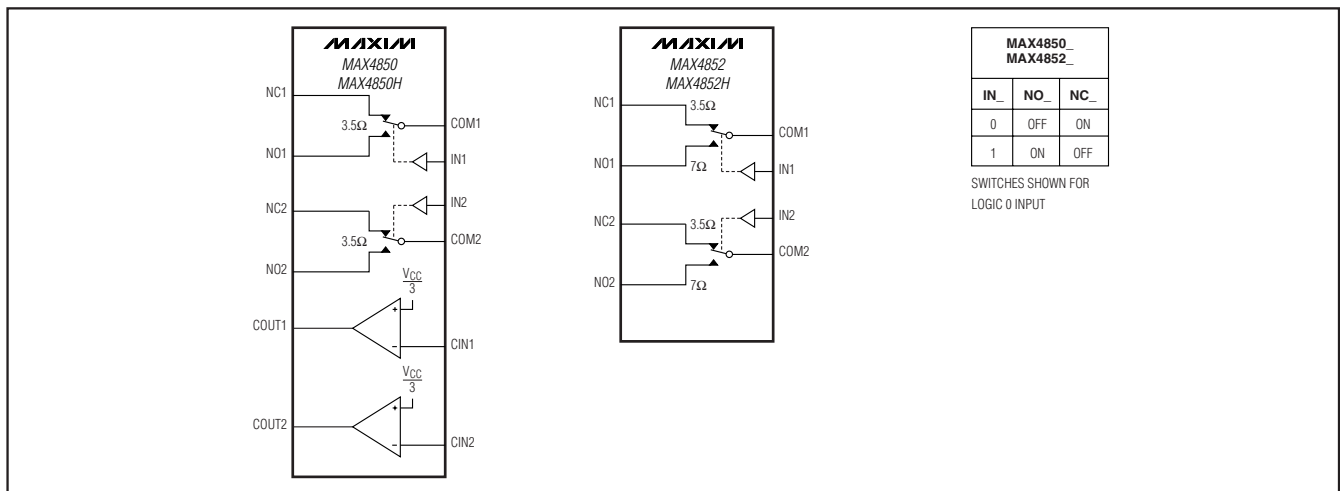 MAXIM
MAX4850
MAX4850H
NC1
3.5Ω
COM1
NO1
IN1
NC2
IN2
3.5Ω
COM2
NO2
VCC
3
+
COUT1
-
CIN1
VCC
3
+
COUT2
-
CIN2
MAXIM
MAX4852
MAX4852H
NC1
3.5Ω
COM1
NO1
7Ω
IN1
NC2
3.5Ω
IN2
COM2
NO2
7Ω
MAX4850_
MAX4852_
IN_ NO_ NC_
0 OFF ON
1 ON OFF
SWITCHES SHOWN FOR
LOGIC 0 INPUT